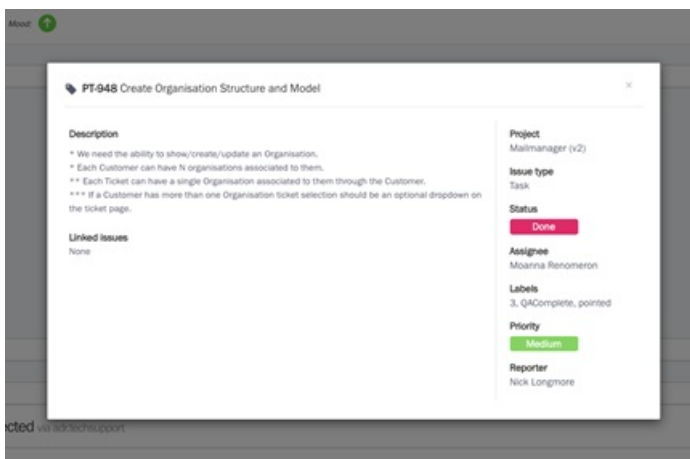 Mood:
PT-948 Create Organisation Structure and Model
×
Description
* We need the ability to show/create/update an Organisation.
* Each Customer can have N organisations associated to them.
** Each Ticket can have a single Organisation associated to them through the Customer.
*** If a Customer has more than one Organisation ticket selection should be an optional dropdown on
the ticket page.
Linked issues
None
Project
Mailmanager (v2)
Issue type
Task
Status
Done
Assignee
Moanna Renomeron
Labels
3, QAComplete, pointed
Priority
Medium
Reporter
Nick Longmore
ected via adr.techsupport